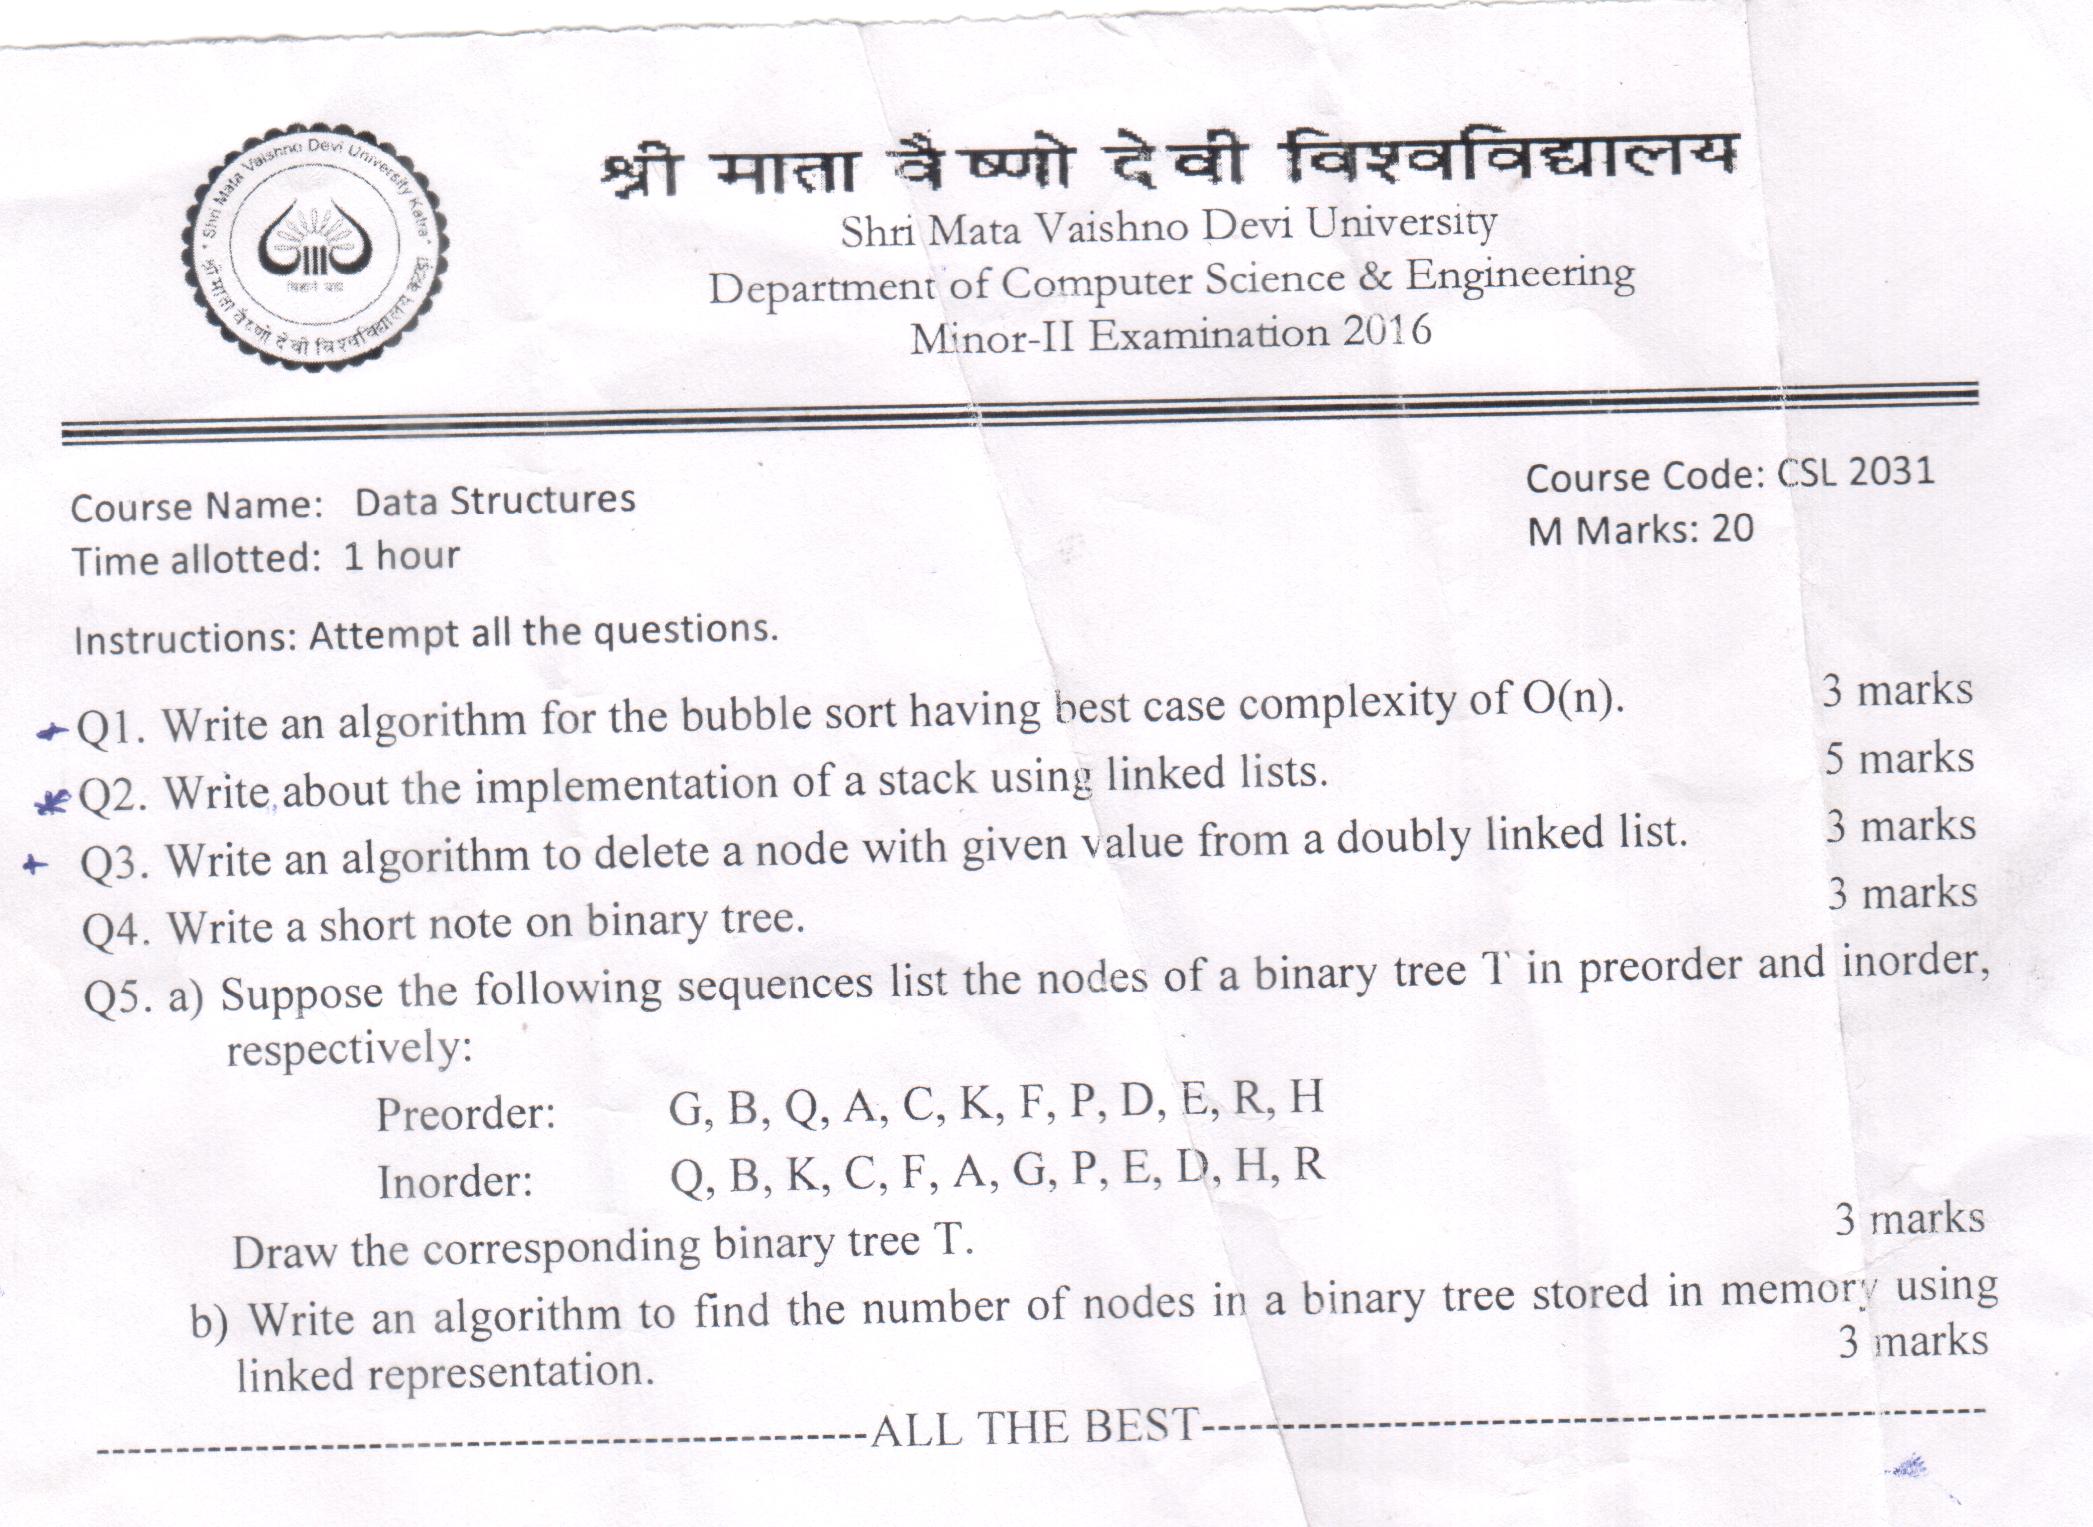 Shri Mata Vaishno Devi University Katra
श्री माता वैष्णो देवी विश्वविद्यालय कटड़ा
श्री माता वैष्णो देवी विश्वविद्यालय
Shri Mata Vaishno Devi University
Department of Computer Science & Engineering
Minor-II Examination 2016
Course Name: Data Structures
Course Code: CSL 2031
Time allotted: 1 hour
M Marks: 20
Instructions: Attempt all the questions.
Q1. Write an algorithm for the bubble sort having best case complexity of O(n). 3 marks
Q2. Write about the implementation of a stack using linked lists. 5 marks
Q3. Write an algorithm to delete a node with given value from a doubly linked list. 3 marks
Q4. Write a short note on binary tree. 3 marks
Q5. a) Suppose the following sequences list the nodes of a binary tree T in preorder and inorder,
respectively:
Preorder: G, B, Q, A, C, K, F, P, D, E, R, H
Inorder: Q, B, K, C, F, A, G, P, E, D, H, R
Draw the corresponding binary tree T. 3 marks
b) Write an algorithm to find the number of nodes in a binary tree stored in memory using
linked representation. 3 marks
------------------------------------------------ALL THE BEST------------------------------------------------